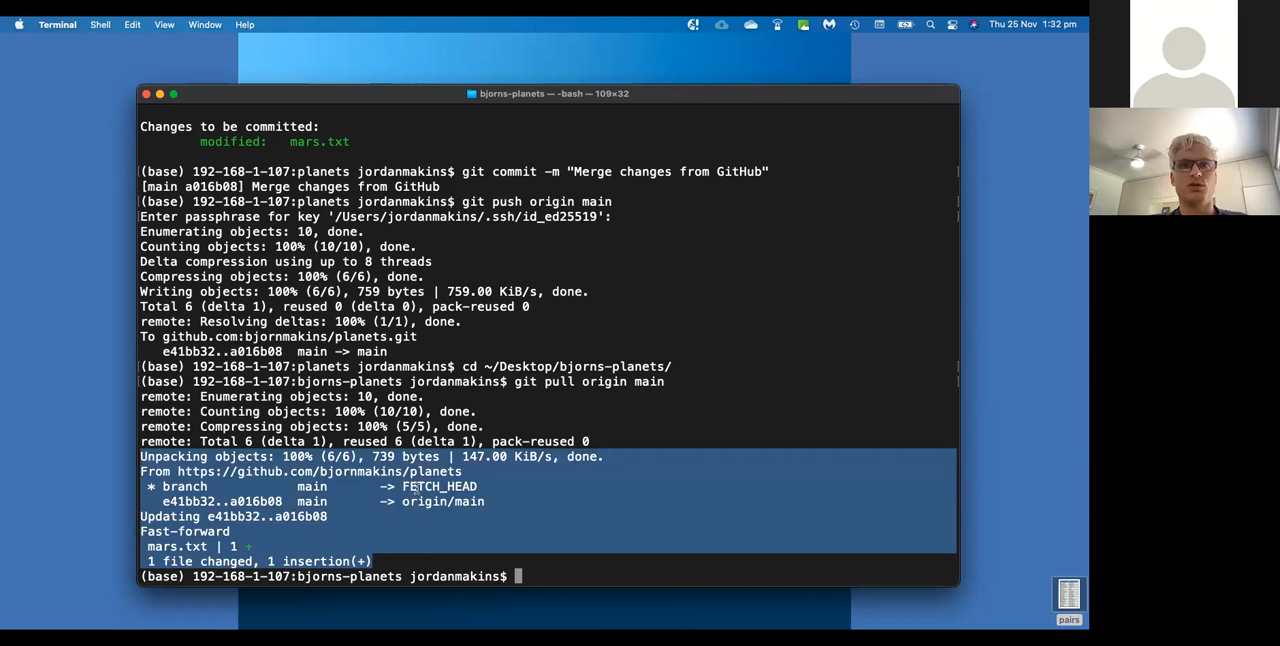 Terminal Shell Edit View Window Help Thu 25 Nov 1:32 pm
bjorns-planets — -bash — 109×32
Changes to be committed:
modified: mars.txt
(base) 192-168-1-107:planets jordanmakins$ git commit -m "Merge changes from GitHub"
[main a016b08] Merge changes from GitHub
(base) 192-168-1-107:planets jordanmakins$ git push origin main
Enter passphrase for key '/Users/jordanmakins/.ssh/id_ed25519':
Enumerating objects: 10, done.
Counting objects: 100% (10/10), done.
Delta compression using up to 8 threads
Compressing objects: 100% (6/6), done.
Writing objects: 100% (6/6), 759 bytes | 759.00 KiB/s, done.
Total 6 (delta 1), reused 0 (delta 0), pack-reused 0
remote: Resolving deltas: 100% (1/1), done.
To github.com:bjornmakins/planets.git
e41bb32..a016b08 main -> main
(base) 192-168-1-107:planets jordanmakins$ cd ~/Desktop/bjorns-planets/
(base) 192-168-1-107:bjorns-planets jordanmakins$ git pull origin main
remote: Enumerating objects: 10, done.
remote: Counting objects: 100% (10/10), done.
remote: Compressing objects: 100% (5/5), done.
remote: Total 6 (delta 1), reused 6 (delta 1), pack-reused 0
Unpacking objects: 100% (6/6), 739 bytes | 147.00 KiB/s, done.
From https://github.com/bjornmakins/planets
* branch main -> FETCH_HEAD
e41bb32..a016b08 main -> origin/main
Updating e41bb32..a016b08
Fast-forward
mars.txt | 1 +
1 file changed, 1 insertion(+)
(base) 192-168-1-107:bjorns-planets jordanmakins$
pairs